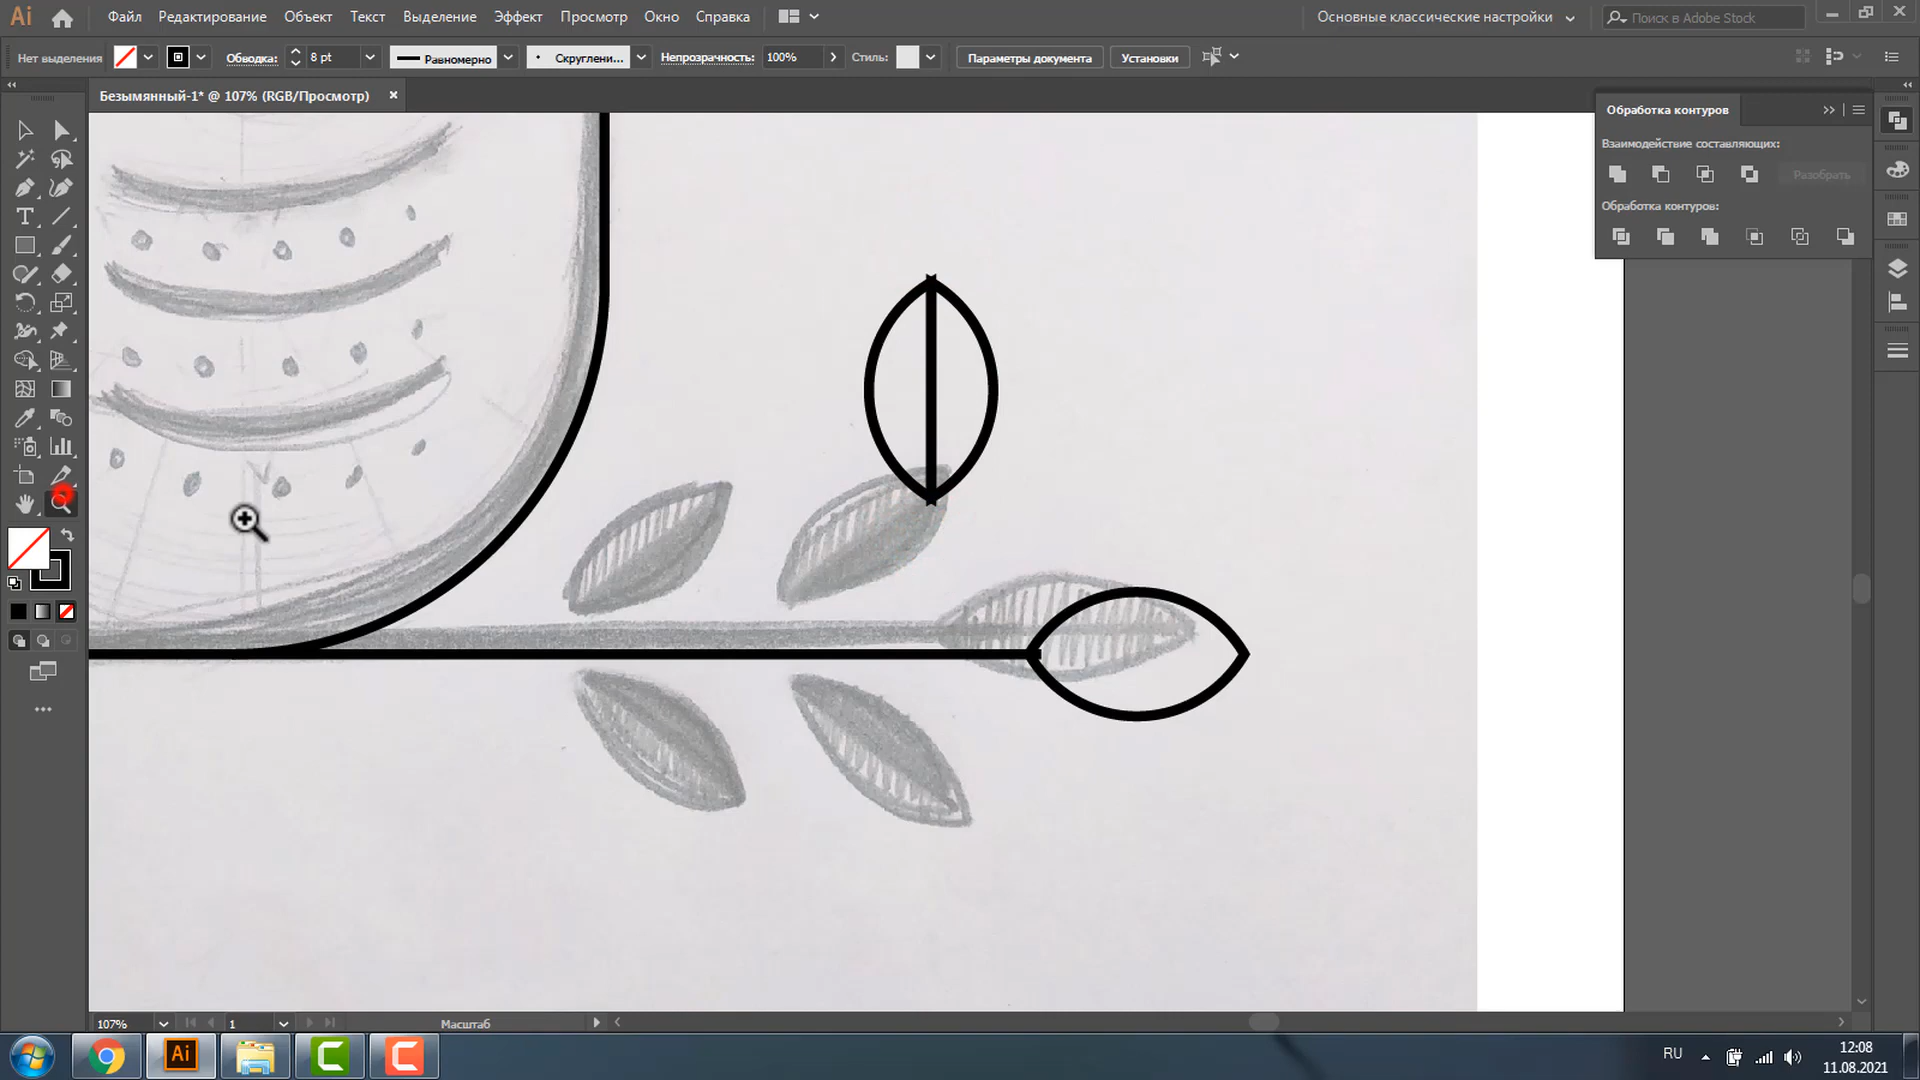 Ai Файл Редактирование Объект Текст Выделение Эффект Просмотр Окно Справка Основные классические настройки Поиск в Adobe Stock
Нет выделения Обводка: 8 pt Равномерно Скруглени... Непрозрачность: 100% Стиль: Параметры документа Установки
Безымянный-1* @ 107% (RGB/Просмотр) ×
Обработка контуров
Взаимодействие составляющих:
Разобрать
Обработка контуров:
107% 1 Масштаб
Ai RU 12:08
11.08.2021